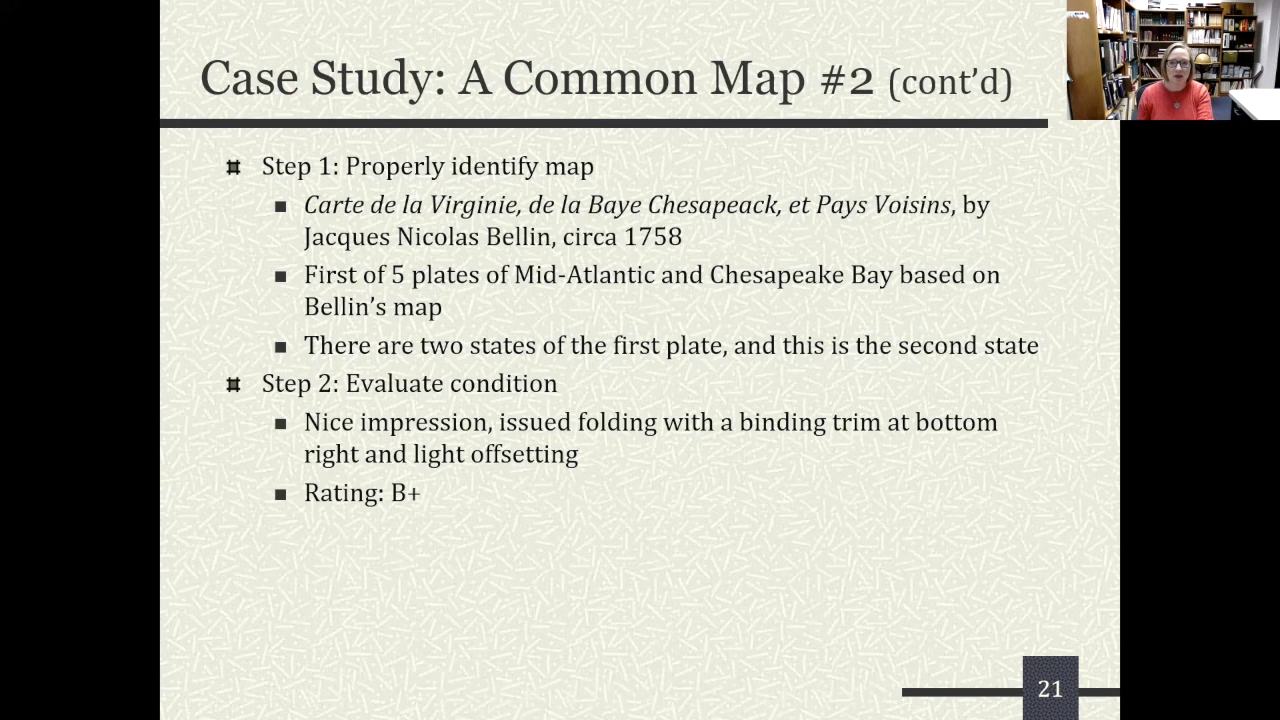 Case Study: A Common Map #2 (cont’d)
Step 1: Properly identify map
Carte de la Virginie, de la Baye Chesapeack, et Pays Voisins, by
Jacques Nicolas Bellin, circa 1758
First of 5 plates of Mid-Atlantic and Chesapeake Bay based on
Bellin’s map
There are two states of the first plate, and this is the second state
Step 2: Evaluate condition
Nice impression, issued folding with a binding trim at bottom
right and light offsetting
Rating: B+
21